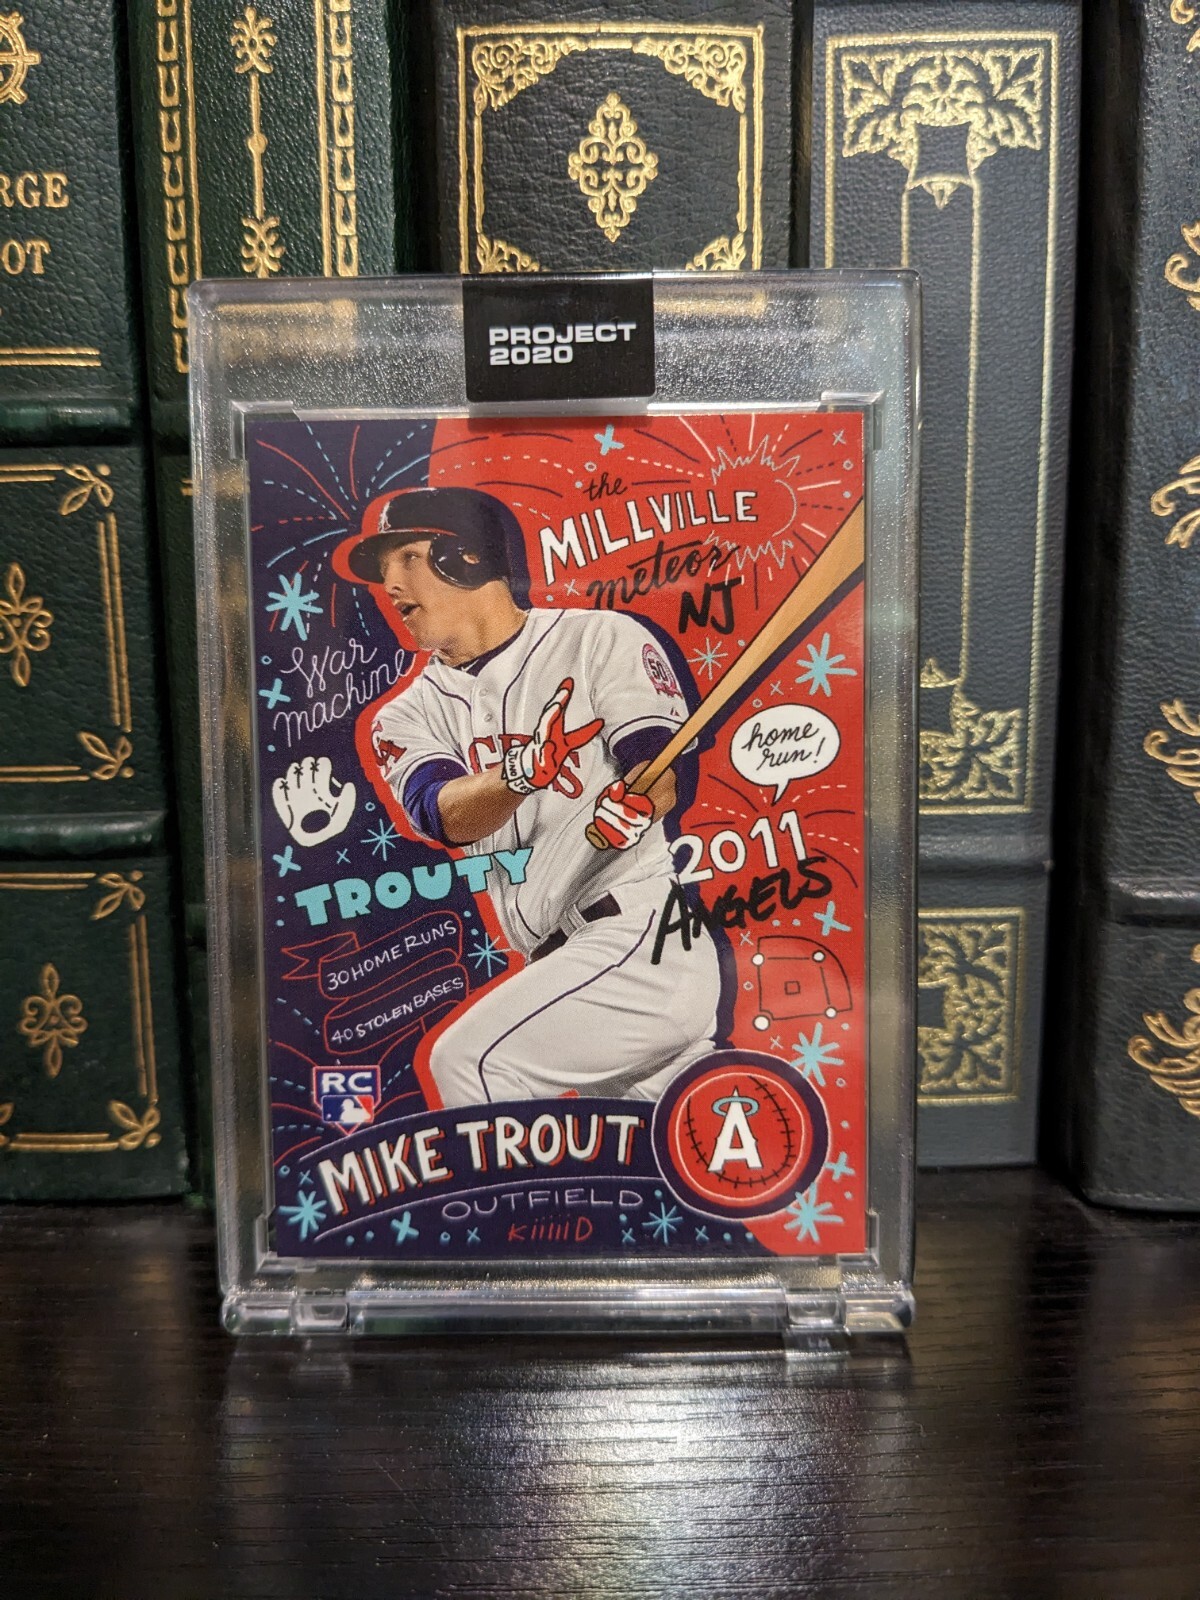 RGE
OT
PROJECT
2020
the
MILLVILLE
meteor
NJ
War
machine
50
home
run!
2011
ANGELS
TROUTY
30 HOME RUNS
40 STOLEN BASES
RC
MIKE TROUT
A
OUTFIELD
KiiiiiD